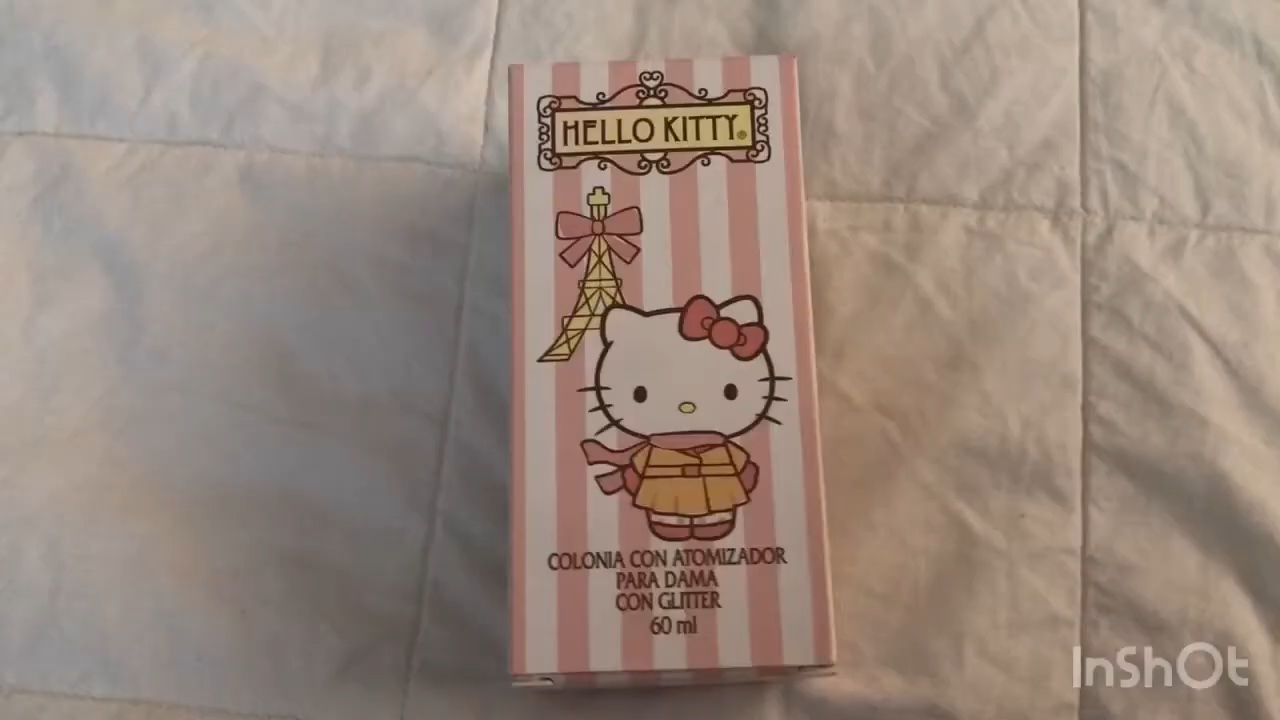 HELLO KITTY®
COLONIA CON ATOMIZADOR
PARA DAMA
CON GLITTER
60 ml
InShOt